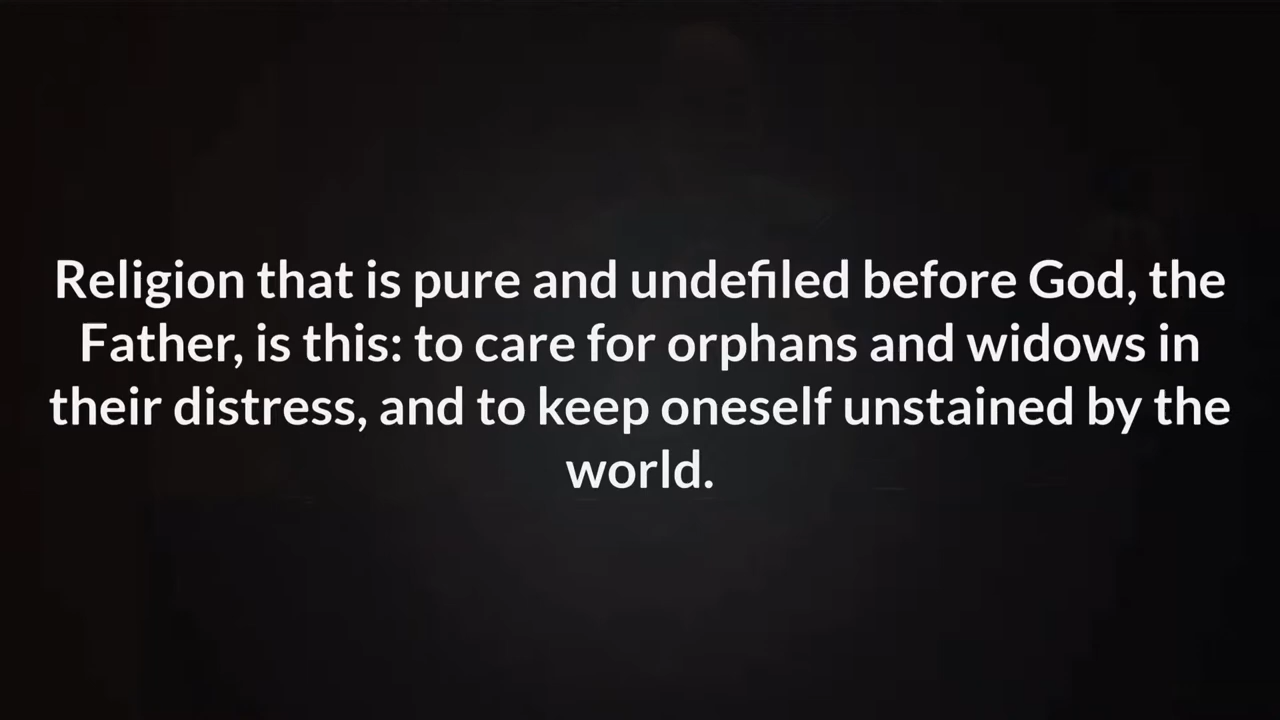 Religion that is pure and undefiled before God, the
Father, is this: to care for orphans and widows in
their distress, and to keep oneself unstained by the
world.